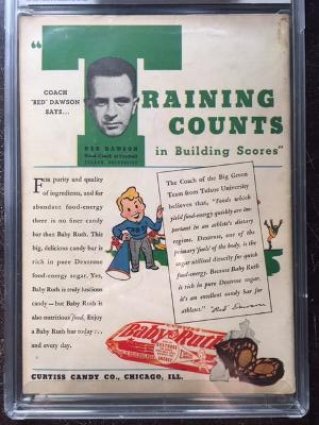 COACH
"RED" DAWSON
SAYS...
"TRAINING
COUNTS
in Building Scores"
RED DAWSON
Head Coach of Football
TULANE UNIVERSITY
FOR purity and quality
of ingredients, and for
abundant food-energy
there is no finer candy
bar than Baby Ruth. This
big, delicious candy bar is
rich in pure Dextrose
food-energy sugar. Yes,
Baby Ruth is truly luscious
candy—but Baby Ruth is
also nutritious food. Enjoy
a Baby Ruth bar today...
and every day.
The Coach of the Big Green
Team from Tulane University
believes that, "Foods which
yield food-energy quickly are im-
portant in an athlete's dietary
regime. Dextrose, one of the
primary fuels of the body, is the
sugar utilized directly for quick
food-energy. Because Baby Ruth
is rich in pure Dextrose sugar,
it's an excellent candy bar for
athletes."
Red Dawson
Baby Ruth
CURTISS CANDY CO., CHICAGO, ILL.